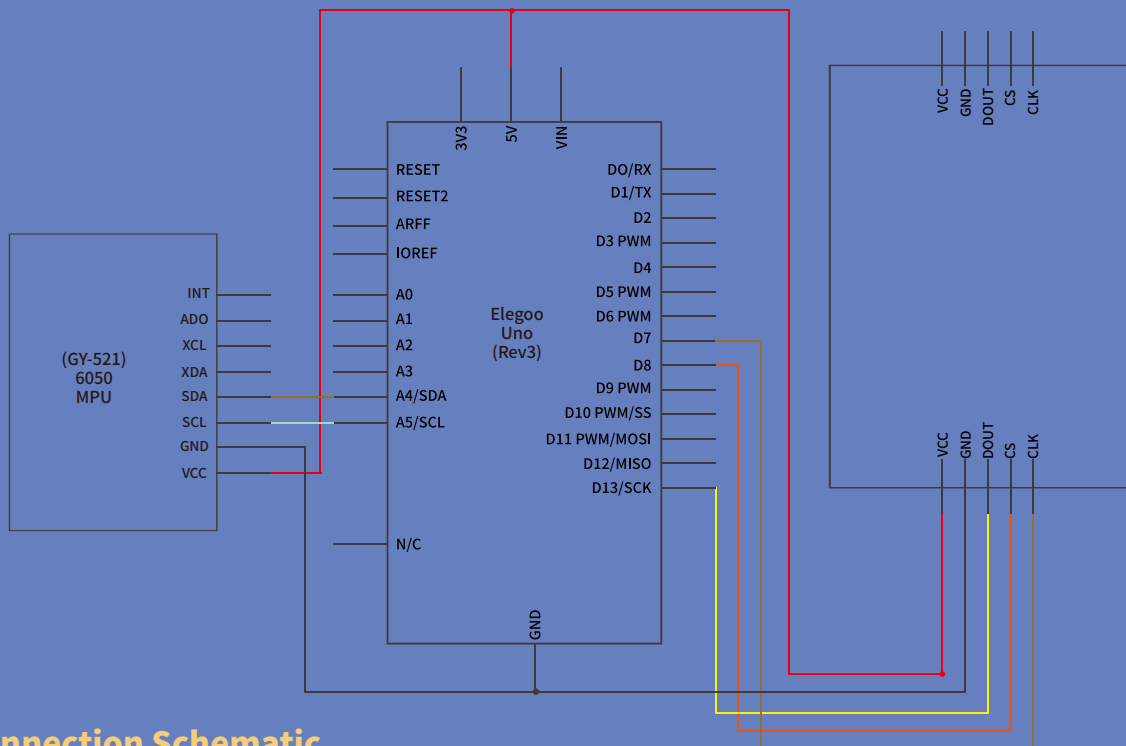 VCC
GND
DOUT
CS
CLK
3V3
5V
VIN
RESET
RESET2
ARFF
IOREF
A0
A1
A2
A3
A4/SDA
A5/SCL
N/C
GND
Elegoo
Uno
(Rev3)
DO/RX
D1/TX
D2
D3 PWM
D4
D5 PWM
D6 PWM
D7
D8
D9 PWM
D10 PWM/SS
D11 PWM/MOSI
D12/MISO
D13/SCK
(GY-521)
6050
MPU
INT
ADO
XCL
XDA
SDA
SCL
GND
VCC
VCC
GND
DOUT
CS
CLK
nnection Schematic